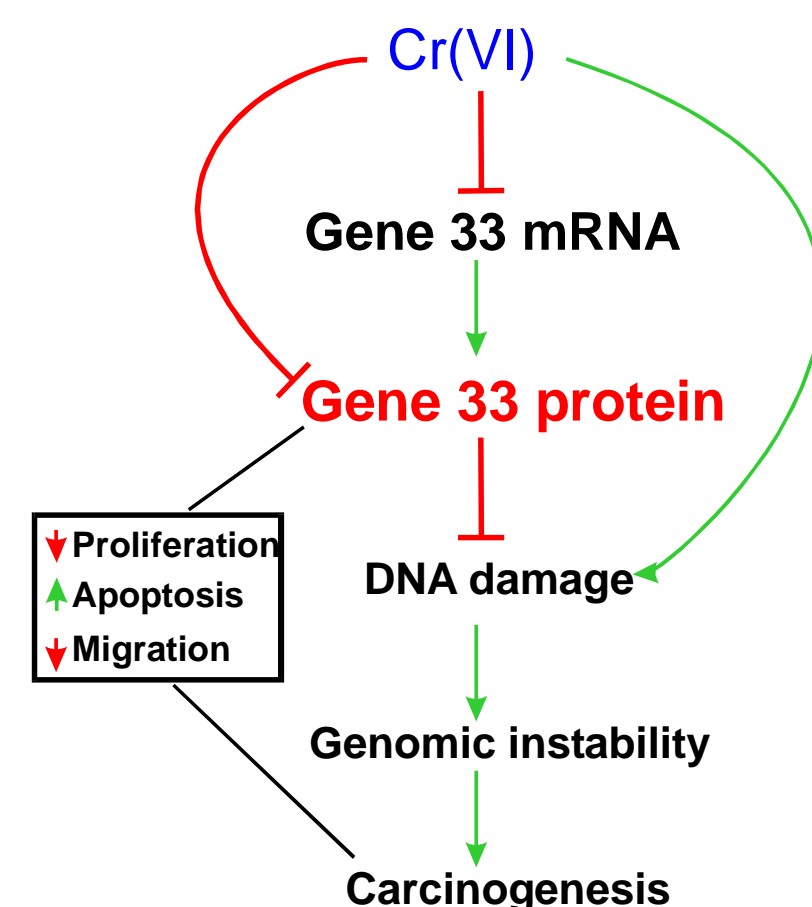 Cr(VI)
Gene 33 mRNA
Gene 33 protein
Proliferation
Apoptosis
Migration
DNA damage
Genomic instability
Carcinogenesis